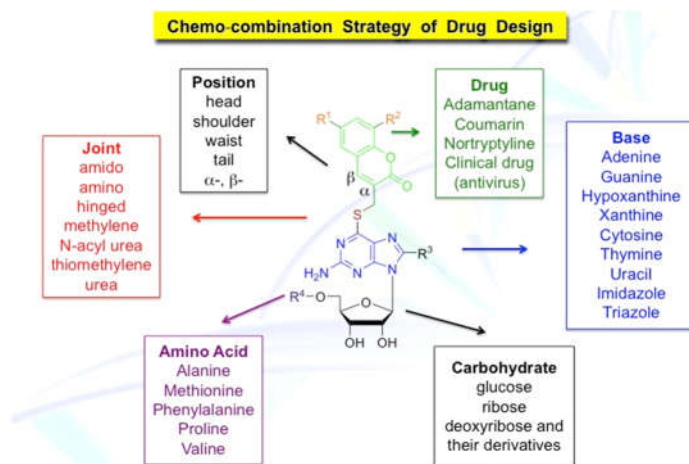 Chemo-combination Strategy of Drug Design
Position
head
shoulder
waist
tail
α-, β-
Drug
Adamantane
Coumarin
Nortryptyline
Clinical drug
(antivirus)
Joint
amido
amino
hinged
methylene
N-acyl urea
thiomethylene
urea
Base
Adenine
Guanine
Hypoxanthine
Xanthine
Cytosine
Thymine
Uracil
Imidazole
Triazole
R¹
R²
β
α
O
O
S
N
N
R³
H₂N
N
N
R⁴
O
O
OH
OH
Amino Acid
Alanine
Methionine
Phenylalanine
Proline
Valine
Carbohydrate
glucose
ribose
deoxyribose and
their derivatives